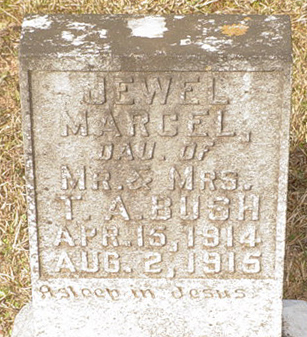 JEWEL
MARCEL,
DAU. OF
MR. & MRS.
T. A. BUSH
APR. 15, 1914
AUG. 2, 1915
Asleep in Jesus